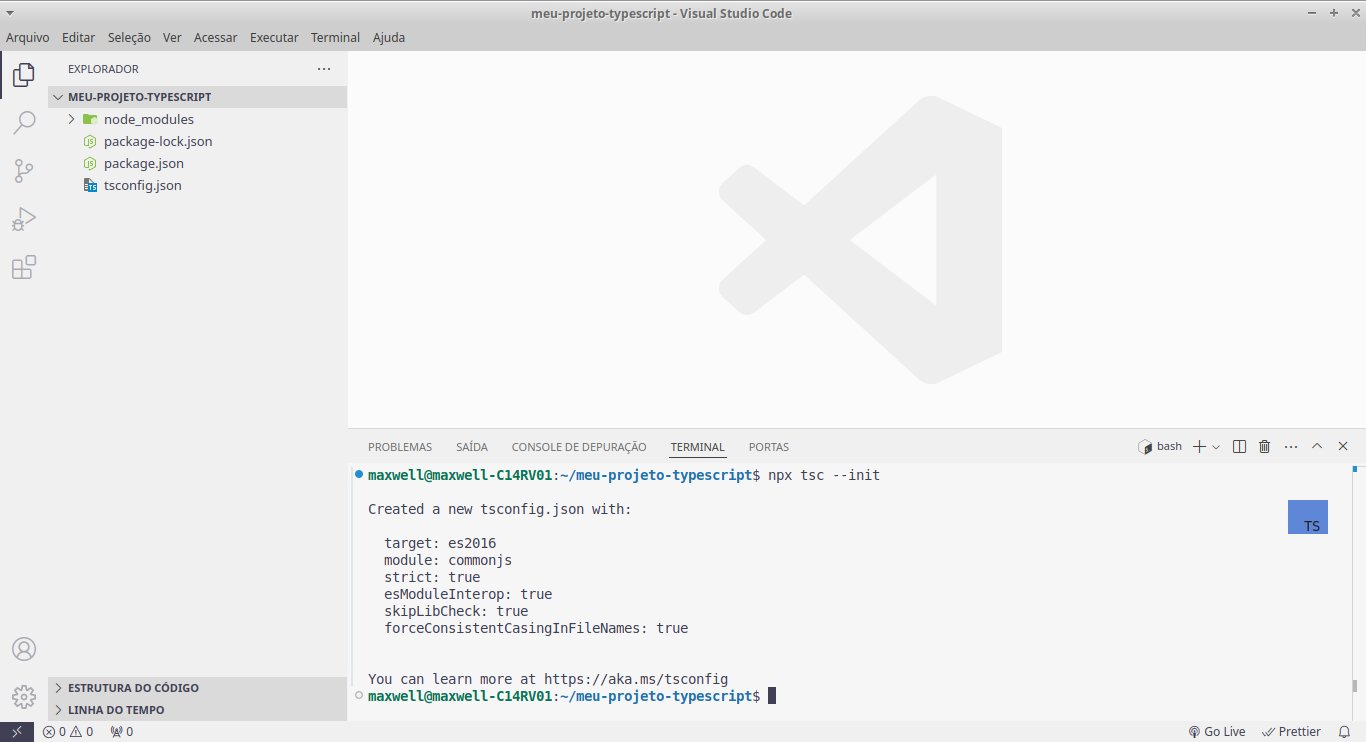 meu-projeto-typescript - Visual Studio Code
Arquivo Editar Seleção Ver Acessar Executar Terminal Ajuda
EXPLORADOR
MEU-PROJETO-TYPESCRIPT
node_modules
package-lock.json
package.json
tsconfig.json
ESTRUTURA DO CÓDIGO
LINHA DO TEMPO
PROBLEMAS SAÍDA CONSOLE DE DEPURAÇÃO TERMINAL PORTAS bash
maxwell@maxwell-C14RV01:~/meu-projeto-typescript$ npx tsc --init
Created a new tsconfig.json with:
TS
target: es2016
module: commonjs
strict: true
esModuleInterop: true
skipLibCheck: true
forceConsistentCasingInFileNames: true
You can learn more at https://aka.ms/tsconfig
maxwell@maxwell-C14RV01:~/meu-projeto-typescript$
0 0 0 Go Live Prettier